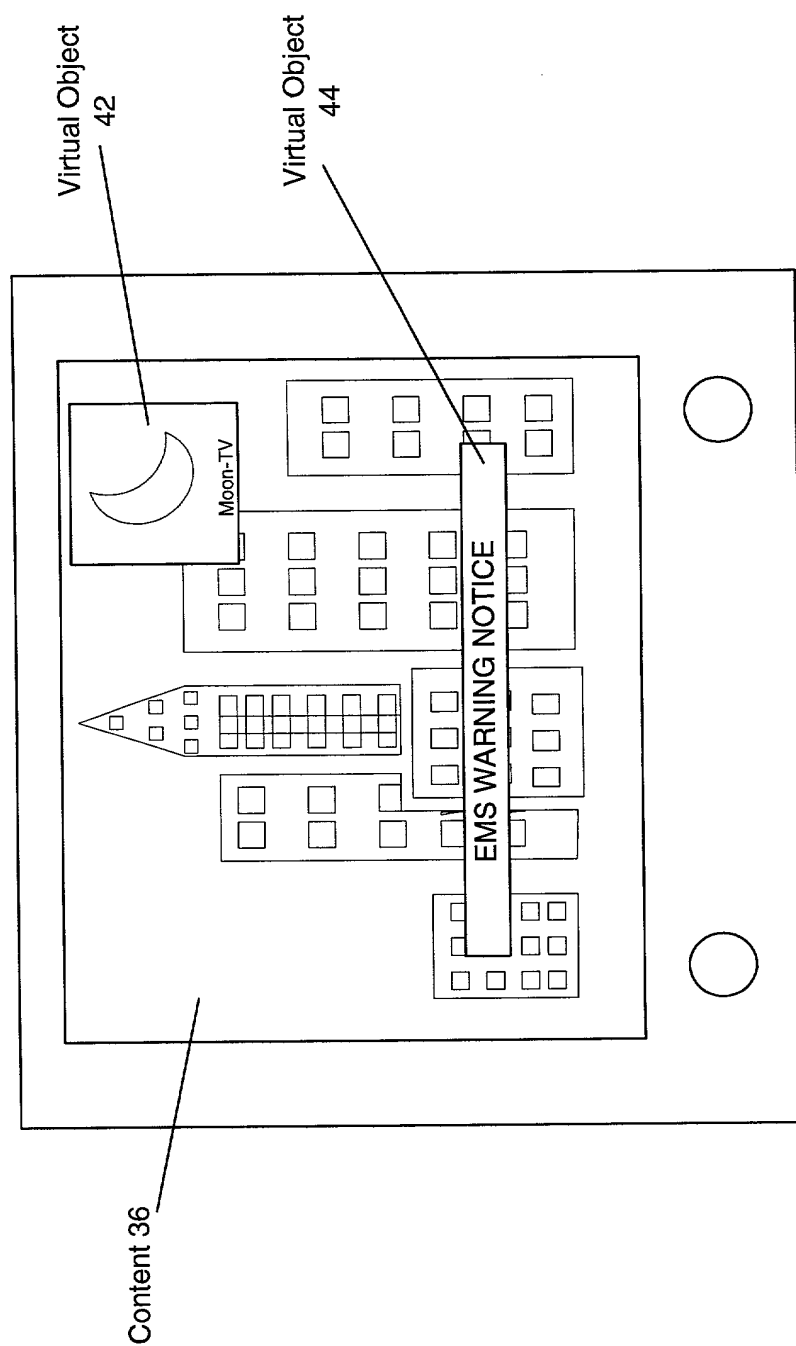 Virtual Object
42
Virtual Object
44
Moon-TV
EMS WARNING NOTICE
Content 36